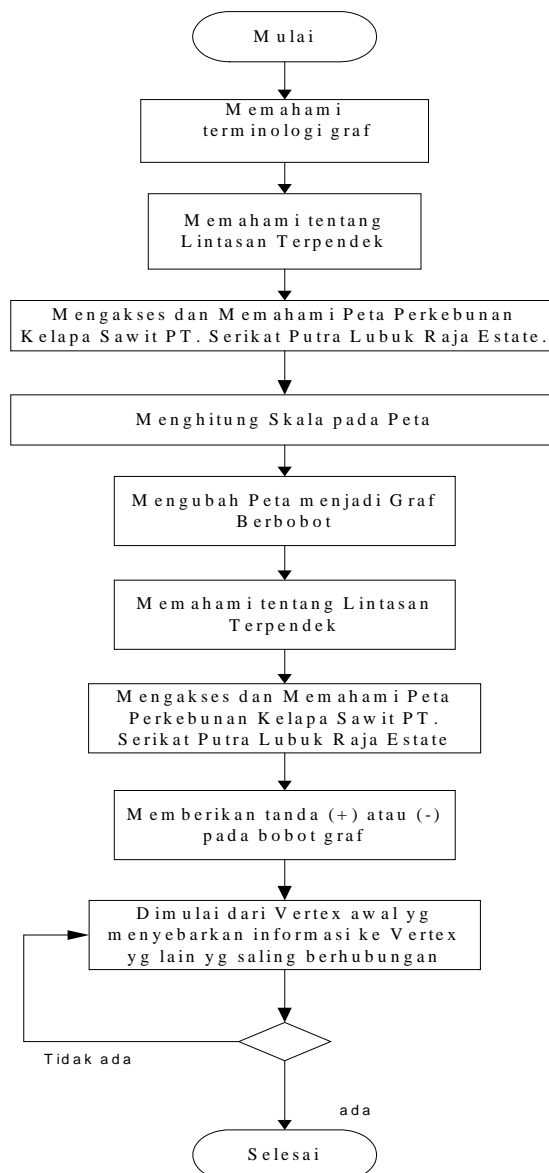 Mulai
Memahami
terminologi graf
Memahami tentang
Lintasan Terpendek
Mengakses dan Memahami Peta Perkebunan
Kelapa Sawit PT. Serikat Putra Lubuk Raja Estate.
Menghitung Skala pada Peta
Mengubah Peta menjadi Graf
Berbobot
Memahami tentang Lintasan
Terpendek
Mengakses dan Memahami Peta
Perkebunan Kelapa Sawit PT.
Serikat Putra Lubuk Raja Estate
Memberikan tanda (+) atau (-)
pada bobot graf
Dimulai dari Vertex awal yg
menyebarkan informasi ke Vertex
yg lain yg saling berhubungan
Tidak ada
ada
Selesai